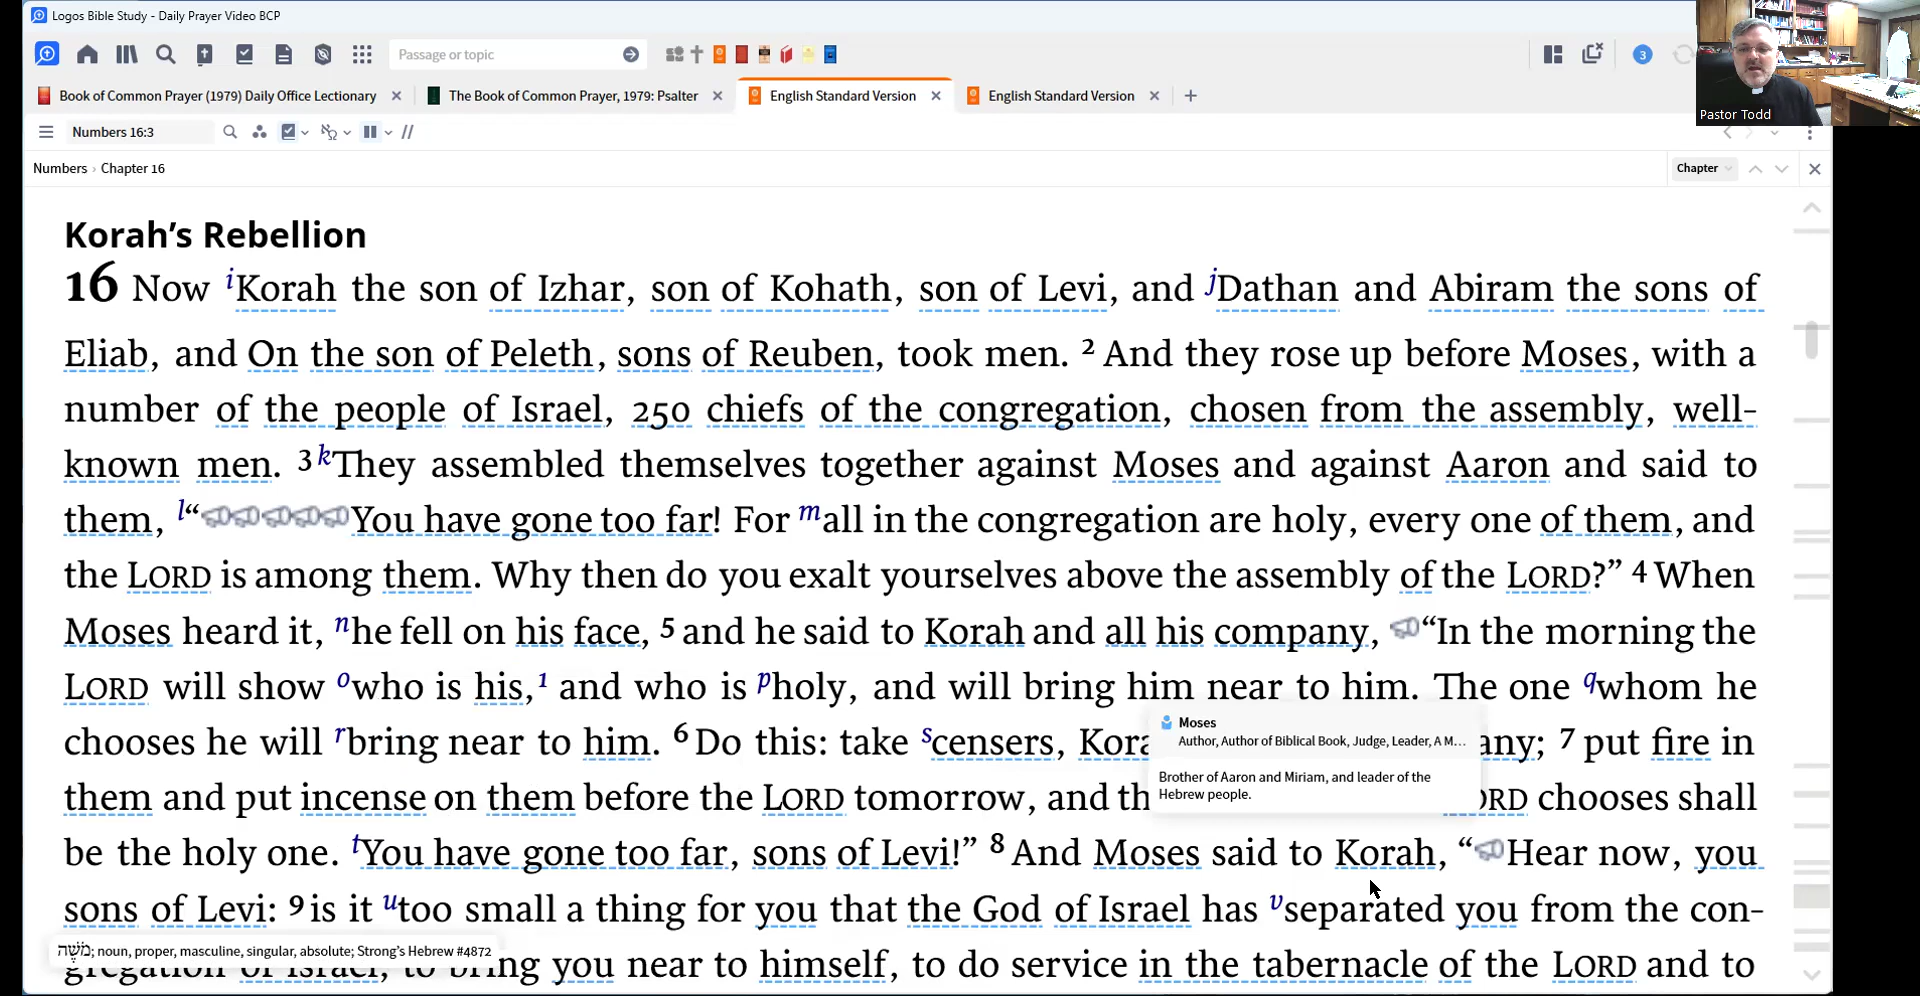 Logos Bible Study - Daily Prayer Video BCP
Passage or topic
3
Pastor Todd
Book of Common Prayer (1979) Daily Office Lectionary
The Book of Common Prayer, 1979: Psalter
English Standard Version
English Standard Version
Numbers 16:3
Numbers › Chapter 16
Chapter
Korah’s Rebellion
16 Now iKorah the son of Izhar, son of Kohath, son of Levi, and jDathan and Abiram the sons of
Eliab, and On the son of Peleth, sons of Reuben, took men. 2 And they rose up before Moses, with a
number of the people of Israel, 250 chiefs of the congregation, chosen from the assembly, well-
known men. 3 kThey assembled themselves together against Moses and against Aaron and said to
them, l“You have gone too far! For mall in the congregation are holy, every one of them, and
the LORD is among them. Why then do you exalt yourselves above the assembly of the LORD?” 4 When
Moses heard it, nhe fell on his face, 5 and he said to Korah and all his company, “In the morning the
LORD will show owho is his,1 and who is pholy, and will bring him near to him. The one qwhom he
chooses he will rbring near to him. 6 Do this: take scensers, Kora any; 7 put fire in
them and put incense on them before the LORD tomorrow, and th ORD chooses shall
be the holy one. tYou have gone too far, sons of Levi!” 8 And Moses said to Korah, “Hear now, you
sons of Levi: 9 is it utoo small a thing for you that the God of Israel has vseparated you from the con-
gregation of Israel, to bring you near to himself, to do service in the tabernacle of the LORD and to
Moses
Author, Author of Biblical Book, Judge, Leader, A M...
Brother of Aaron and Miriam, and leader of the
Hebrew people.
מֹשֶׁה; noun, proper, masculine, singular, absolute; Strong’s Hebrew #4872